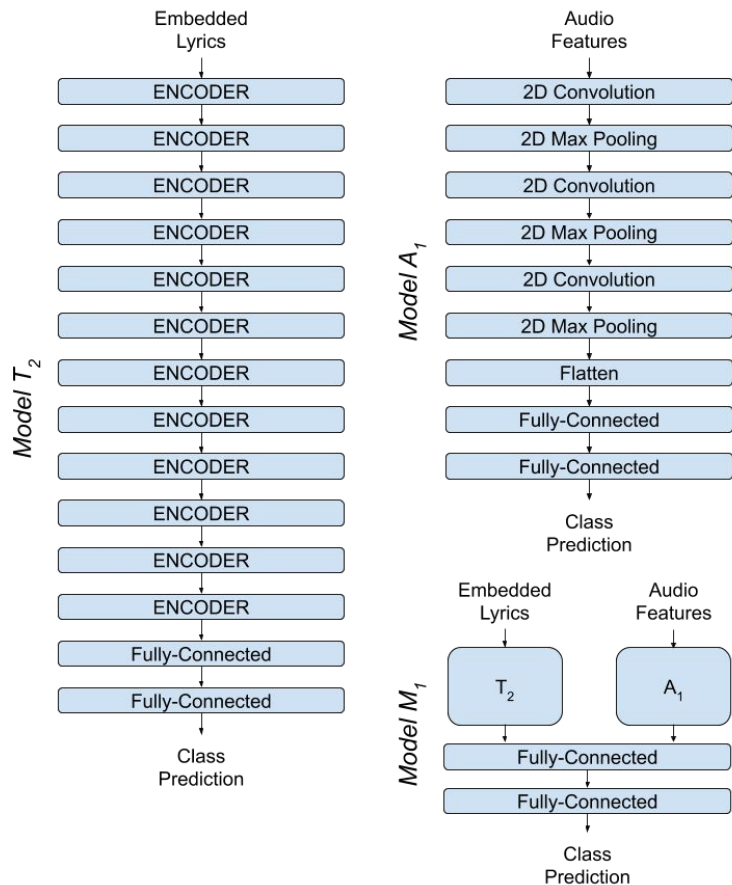 Embedded
Lyrics
ENCODER
ENCODER
ENCODER
ENCODER
ENCODER
ENCODER
ENCODER
ENCODER
ENCODER
ENCODER
ENCODER
ENCODER
Fully-Connected
Fully-Connected
Class
Prediction
Model T2
Audio
Features
2D Convolution
2D Max Pooling
2D Convolution
2D Max Pooling
2D Convolution
2D Max Pooling
Flatten
Fully-Connected
Fully-Connected
Class
Prediction
Model A1
Embedded
Lyrics
Audio
Features
T2
A1
Fully-Connected
Fully-Connected
Class
Prediction
Model M1